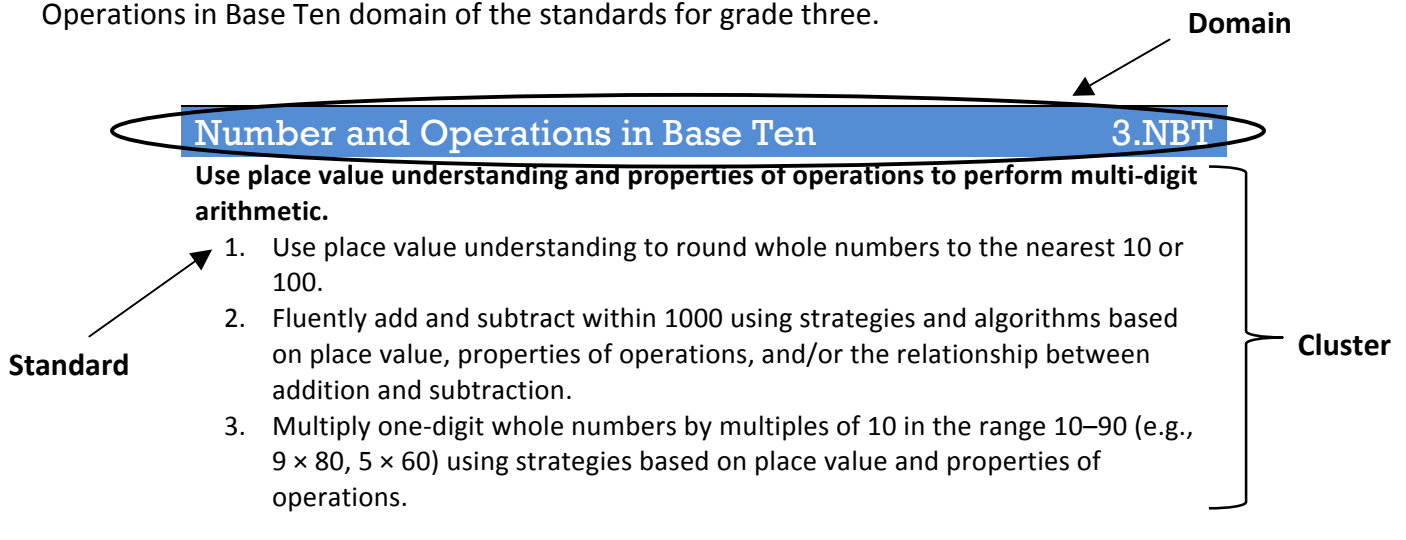 Operations in Base Ten domain of the standards for grade three.
Domain
Number and Operations in Base Ten 3.NBT
Use place value understanding and properties of operations to perform multi-digit
arithmetic.
1. Use place value understanding to round whole numbers to the nearest 10 or
100.
2. Fluently add and subtract within 1000 using strategies and algorithms based
on place value, properties of operations, and/or the relationship between
addition and subtraction.
3. Multiply one-digit whole numbers by multiples of 10 in the range 10–90 (e.g.,
9 × 80, 5 × 60) using strategies based on place value and properties of
operations.
Standard
Cluster